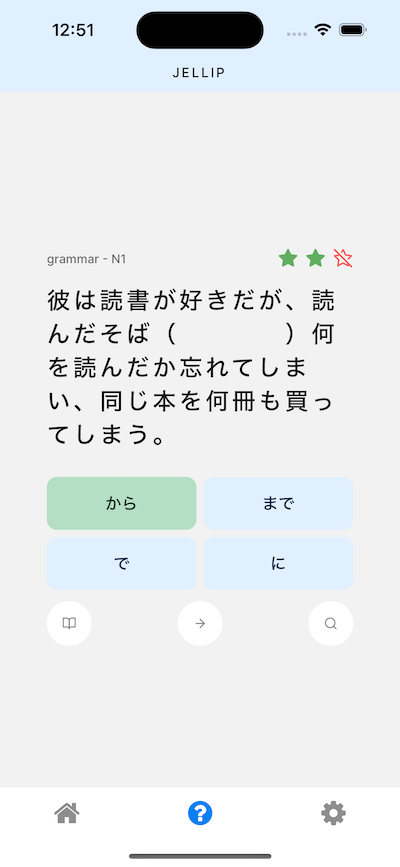 12:51
JELLIP
grammar - N1
彼は読書が好きだが、読
んだそば（　　　　）何
を読んだか忘れてしま
い、同じ本を何冊も買っ
てしまう。
から
まで
で
に